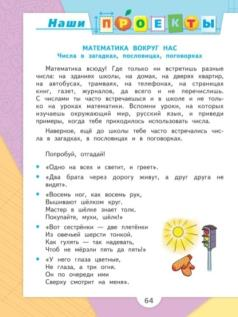 Наши ПРОЕКТЫ
МАТЕМАТИКА ВОКРУГ НАС
Числа в загадках, пословицах, поговорках
Математика всюду! Где только ни встретишь разные
числа: на зданиях школы, на домах, на дверях квартир,
на автобусах, трамваях, на телефоне, на страницах
книг, газет, журналов, да всего и не перечислишь.
С числами ты часто встречаешься и в школе и не толь-
ко на уроках математики. Вспомни уроки, на которых
изучаешь окружающий мир, русский язык, и приведи
примеры, когда тебе приходилось использовать числа.
Наверное, ещё до школы тебе часто встречались чис-
ла в загадках, в пословицах и в поговорках.
Попробуй, отгадай!
«Одно на всех и светит, и греет».
«Два брата через дорогу живут, а друг друга не
видят».
«Восемь ног, как восемь рук,
Вышивают шёлком круг.
Мастер в шёлке знает толк.
Покупайте, мухи, шёлк!»
«Вот сестрёнки — две плетёнки
Из овечьей шерсти тонкой.
Как гулять — так надевать,
Чтоб не мёрзли пять да пять!»
«У него глаза цветные,
Не глаза, а три огня.
Он по очереди ими
Сверху смотрит на меня».
64